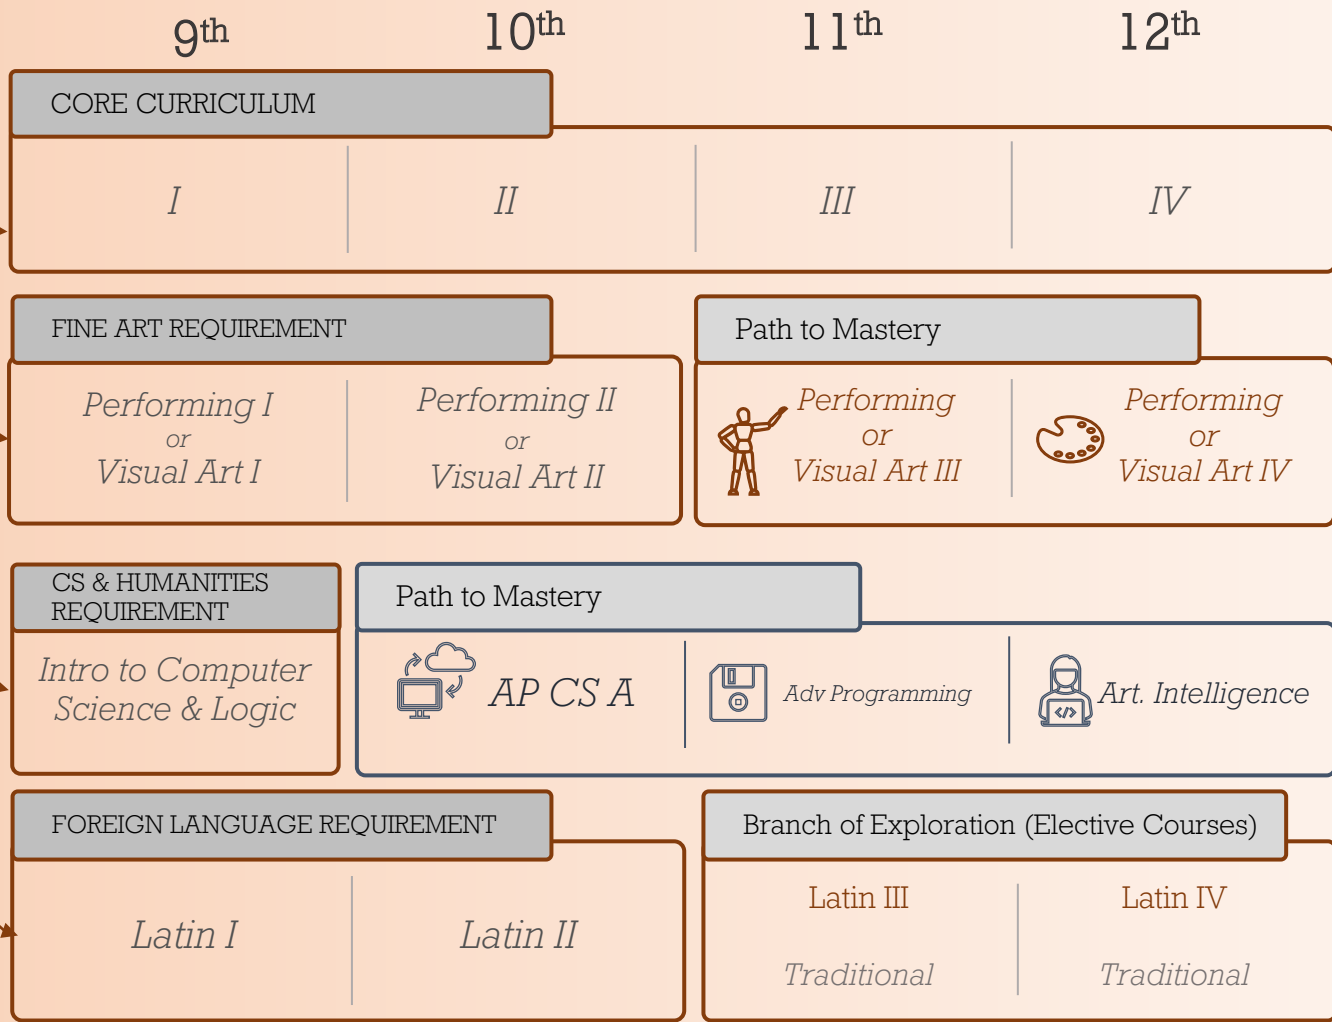 9th 10th 11th 12th
CORE CURRICULUM
I II III IV
FINE ART REQUIREMENT
Performing I
or
Visual Art I
Performing II
or
Visual Art II
Path to Mastery
Performing
or
Visual Art III
Performing
or
Visual Art IV
CS & HUMANITIES
REQUIREMENT
Intro to Computer
Science & Logic
Path to Mastery
AP CS A
Adv Programming
</>
Art. Intelligence
FOREIGN LANGUAGE REQUIREMENT
Latin I
Latin II
Branch of Exploration (Elective Courses)
Latin III
Traditional
Latin IV
Traditional